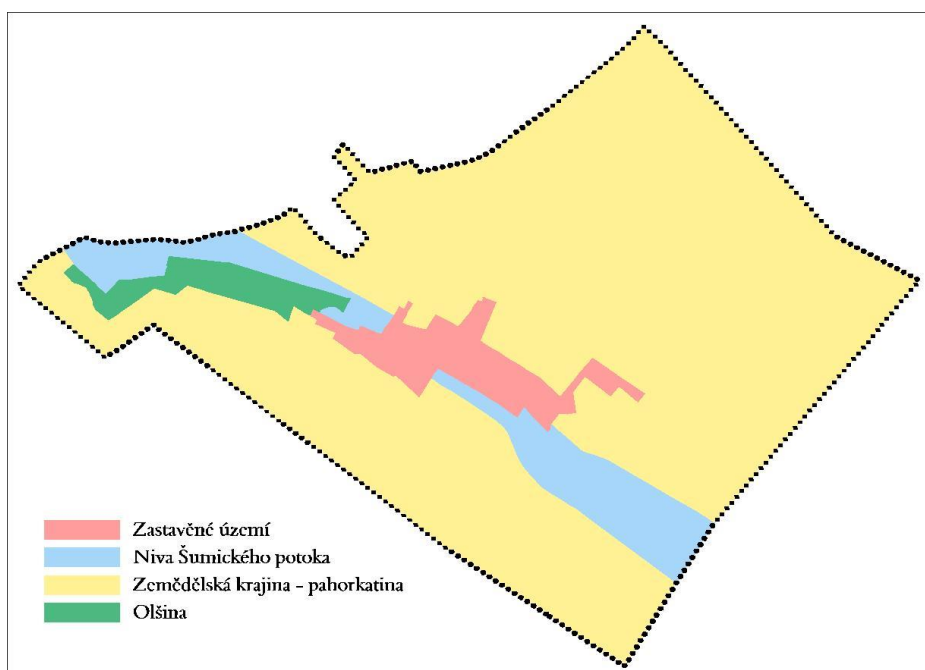 Zastavěné území
Niva Šumického potoka
Zemědělská krajina - pahorkatina
Olšina